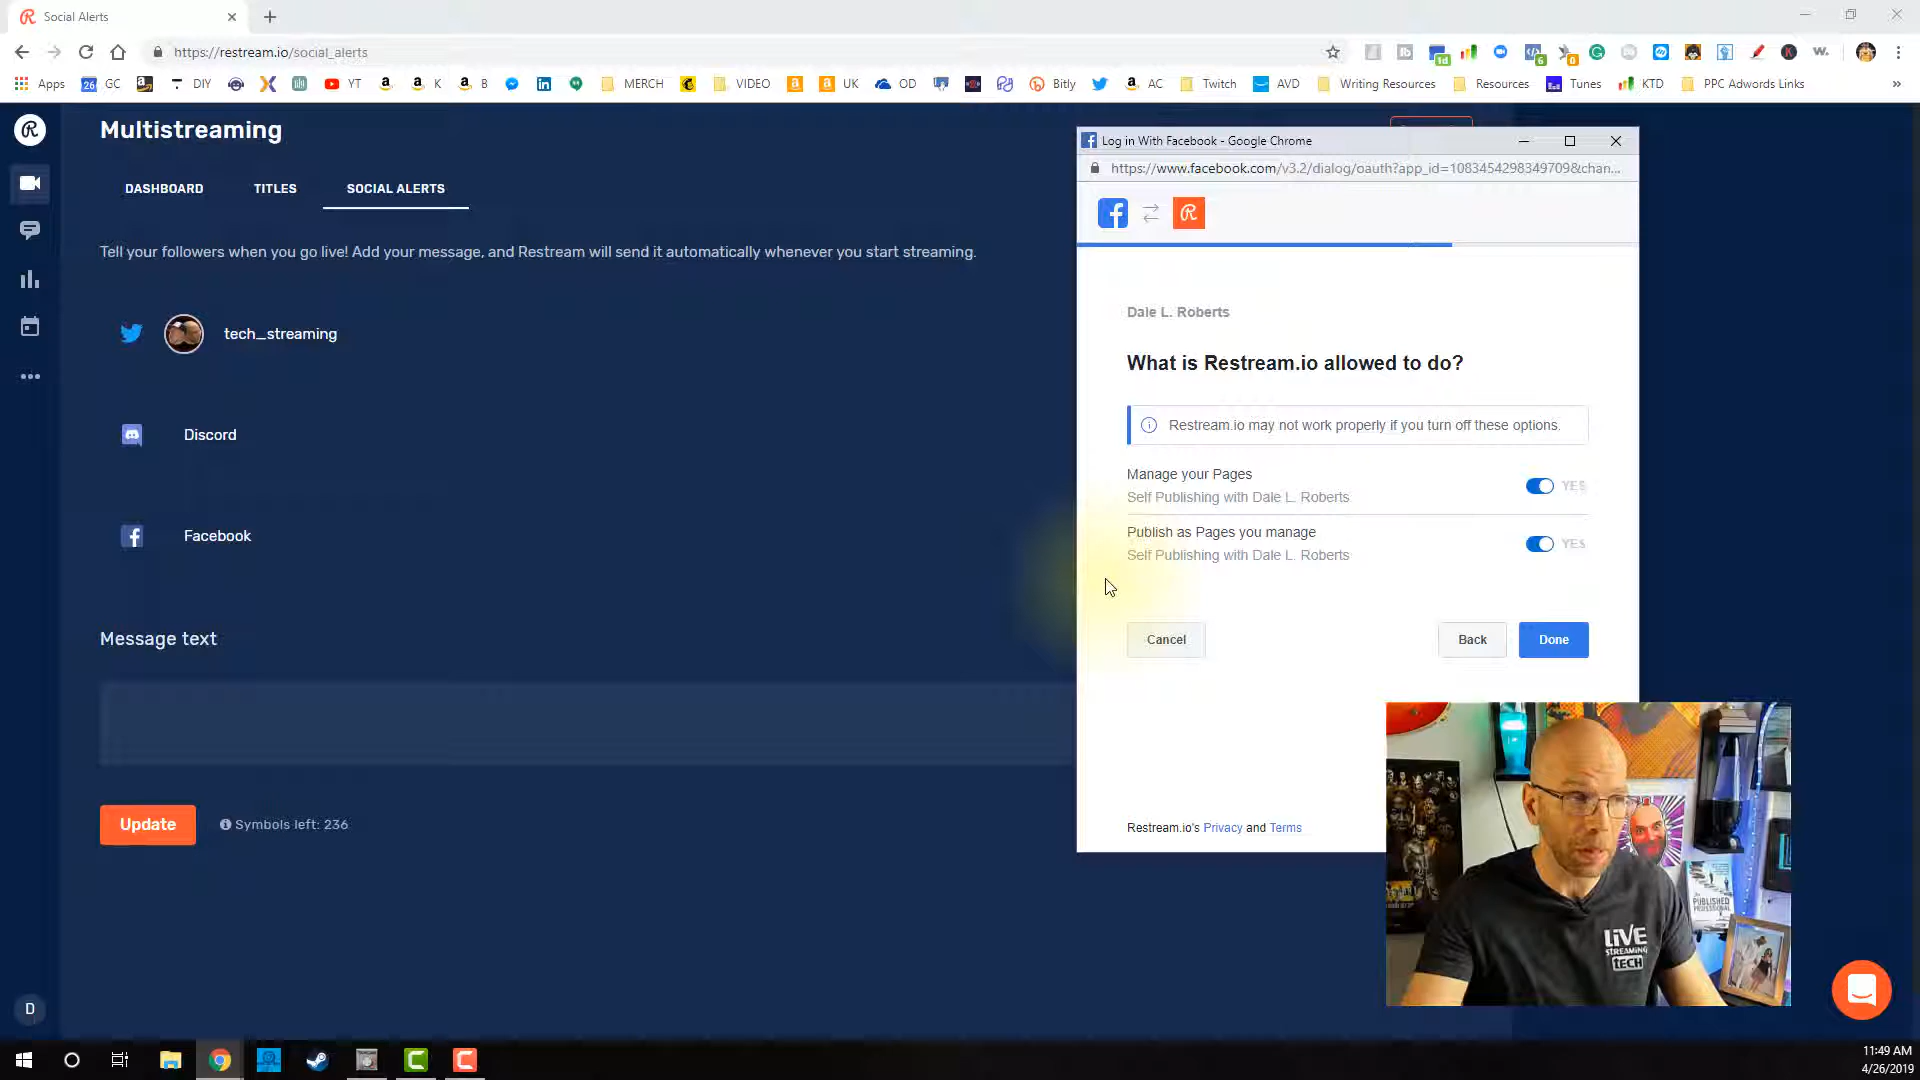 Social Alerts
https://restream.io/social_alerts
Apps 26 GC DIY YT K B MERCH VIDEO UK OD Bitly AC Twitch AVD Writing Resources Resources Tunes KTD PPC Adwords Links
Multistreaming
DASHBOARD TITLES SOCIAL ALERTS
Tell your followers when you go live! Add your message, and Restream will send it automatically whenever you start streaming.
tech_streaming
Discord
Facebook
Message text
Update Symbols left: 236
D
Log in With Facebook - Google Chrome
https://www.facebook.com/v3.2/dialog/oauth?app_id=1083454298349709&chan...
Dale L. Roberts
What is Restream.io allowed to do?
Restream.io may not work properly if you turn off these options.
Manage your Pages
Self Publishing with Dale L. Roberts
YES
Publish as Pages you manage
Self Publishing with Dale L. Roberts
YES
Cancel Back Done
Restream.io's Privacy and Terms
PUBLISHED
LIVE
STREAMING
TECH
11:49 AM
4/26/2019